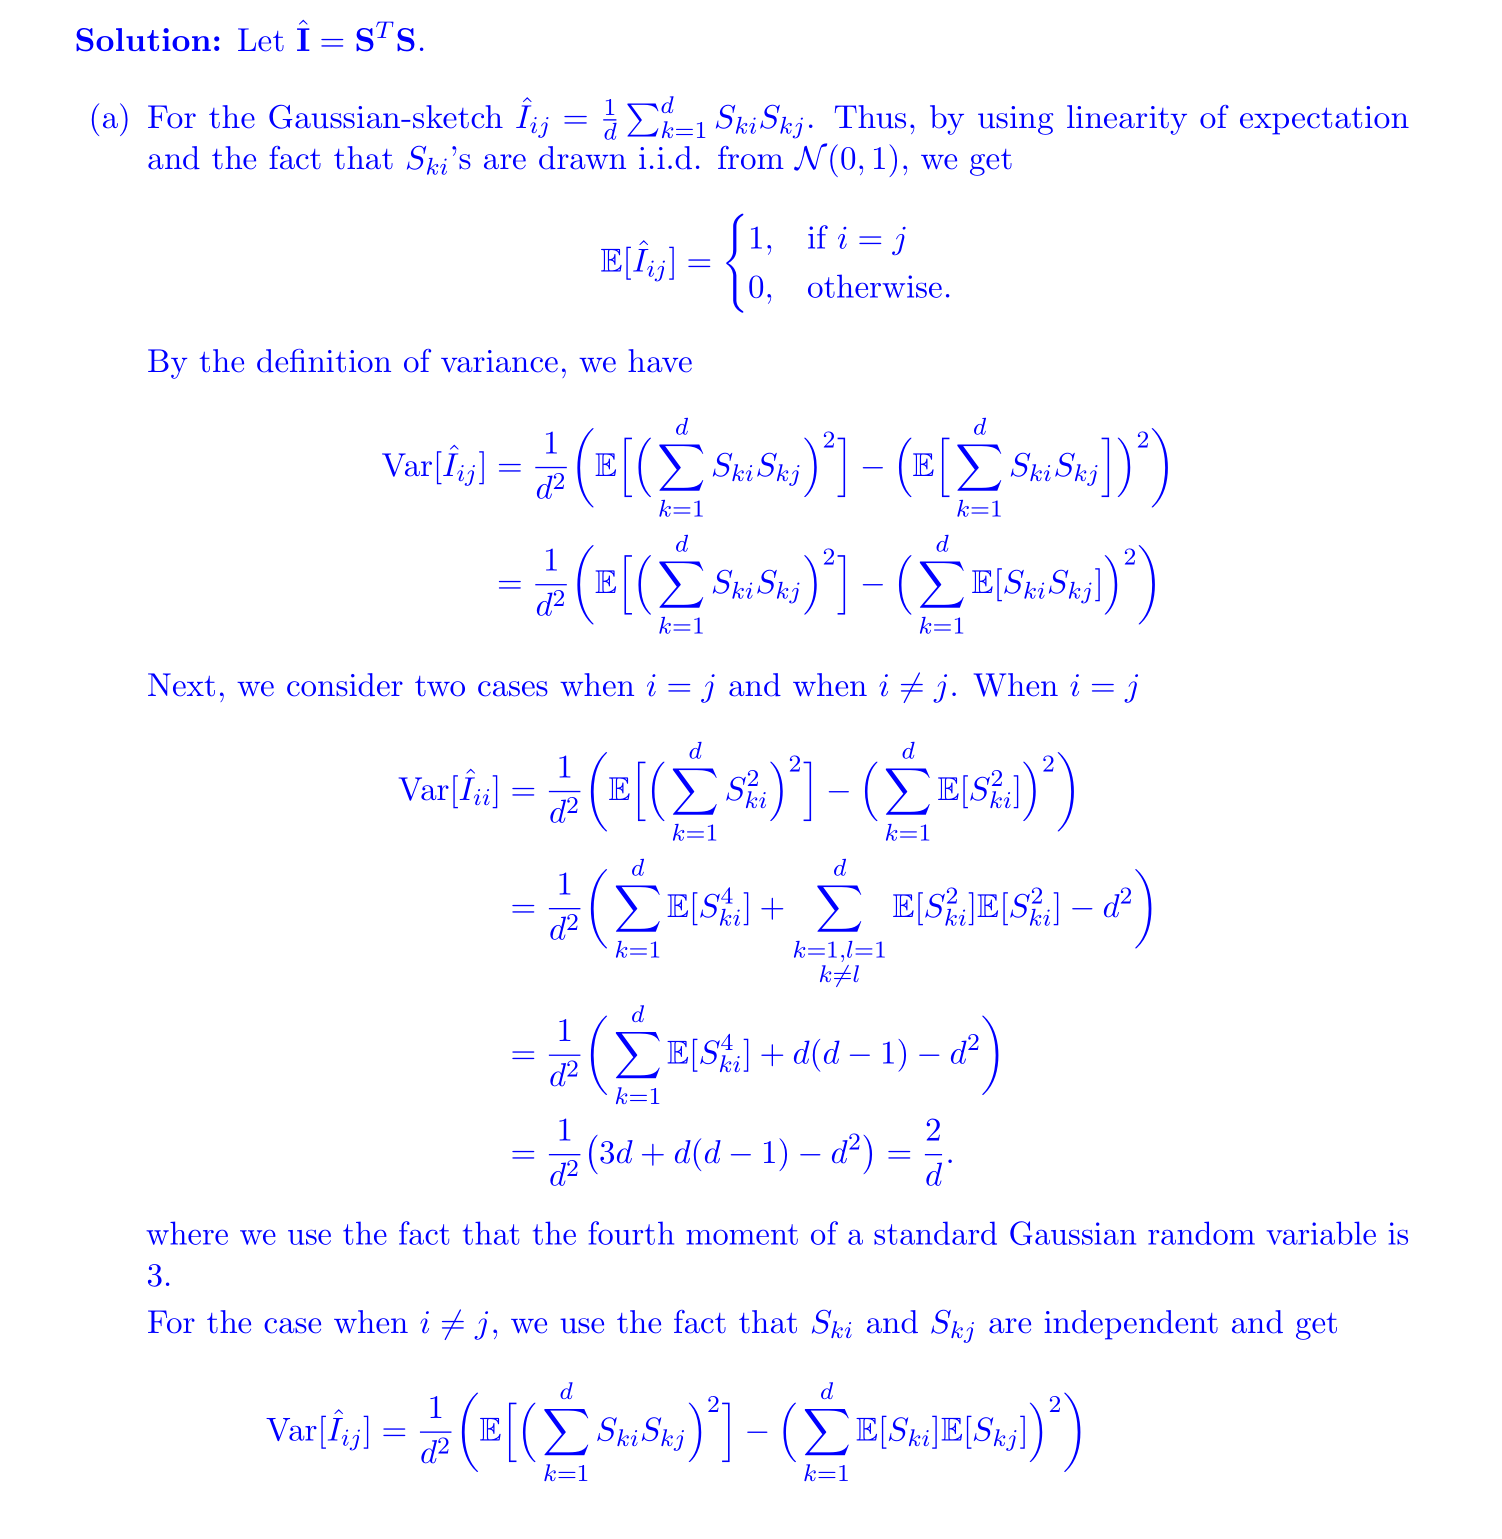 Solution: Let $\hat{\mathbf{I}} = \mathbf{S}^T\mathbf{S}$.
(a) For the Gaussian-sketch $\hat{I}_{ij} = \frac{1}{d}\sum_{k=1}^{d} S_{ki}S_{kj}$. Thus, by using linearity of expectation
and the fact that $S_{ki}$'s are drawn i.i.d. from $\mathcal{N}(0,1)$, we get
$\mathbb{E}[\hat{I}_{ij}] = \begin{cases} 1, & \text{if } i = j \\ 0, & \text{otherwise.} \end{cases}$
By the definition of variance, we have
$\text{Var}[\hat{I}_{ij}] = \frac{1}{d^2}\Big(\mathbb{E}\Big[\Big(\sum_{k=1}^{d} S_{ki}S_{kj}\Big)^2\Big] - \Big(\mathbb{E}\Big[\sum_{k=1}^{d} S_{ki}S_{kj}\Big]\Big)^2\Big)$
$= \frac{1}{d^2}\Big(\mathbb{E}\Big[\Big(\sum_{k=1}^{d} S_{ki}S_{kj}\Big)^2\Big] - \Big(\sum_{k=1}^{d} \mathbb{E}[S_{ki}S_{kj}]\Big)^2\Big)$
Next, we consider two cases when $i = j$ and when $i \neq j$. When $i = j$
$\text{Var}[\hat{I}_{ii}] = \frac{1}{d^2}\Big(\mathbb{E}\Big[\Big(\sum_{k=1}^{d} S_{ki}^2\Big)^2\Big] - \Big(\sum_{k=1}^{d} \mathbb{E}[S_{ki}^2]\Big)^2\Big)$
$= \frac{1}{d^2}\Big(\sum_{k=1}^{d} \mathbb{E}[S_{ki}^4] + \sum_{\substack{k=1,l=1 \\ k\neq l}}^{d} \mathbb{E}[S_{ki}^2]\mathbb{E}[S_{ki}^2] - d^2\Big)$
$= \frac{1}{d^2}\Big(\sum_{k=1}^{d} \mathbb{E}[S_{ki}^4] + d(d-1) - d^2\Big)$
$= \frac{1}{d^2}\big(3d + d(d-1) - d^2\big) = \frac{2}{d}.$
where we use the fact that the fourth moment of a standard Gaussian random variable is
3.
For the case when $i \neq j$, we use the fact that $S_{ki}$ and $S_{kj}$ are independent and get
$\text{Var}[\hat{I}_{ij}] = \frac{1}{d^2}\Big(\mathbb{E}\Big[\Big(\sum_{k=1}^{d} S_{ki}S_{kj}\Big)^2\Big] - \Big(\sum_{k=1}^{d} \mathbb{E}[S_{ki}]\mathbb{E}[S_{kj}]\Big)^2\Big)$